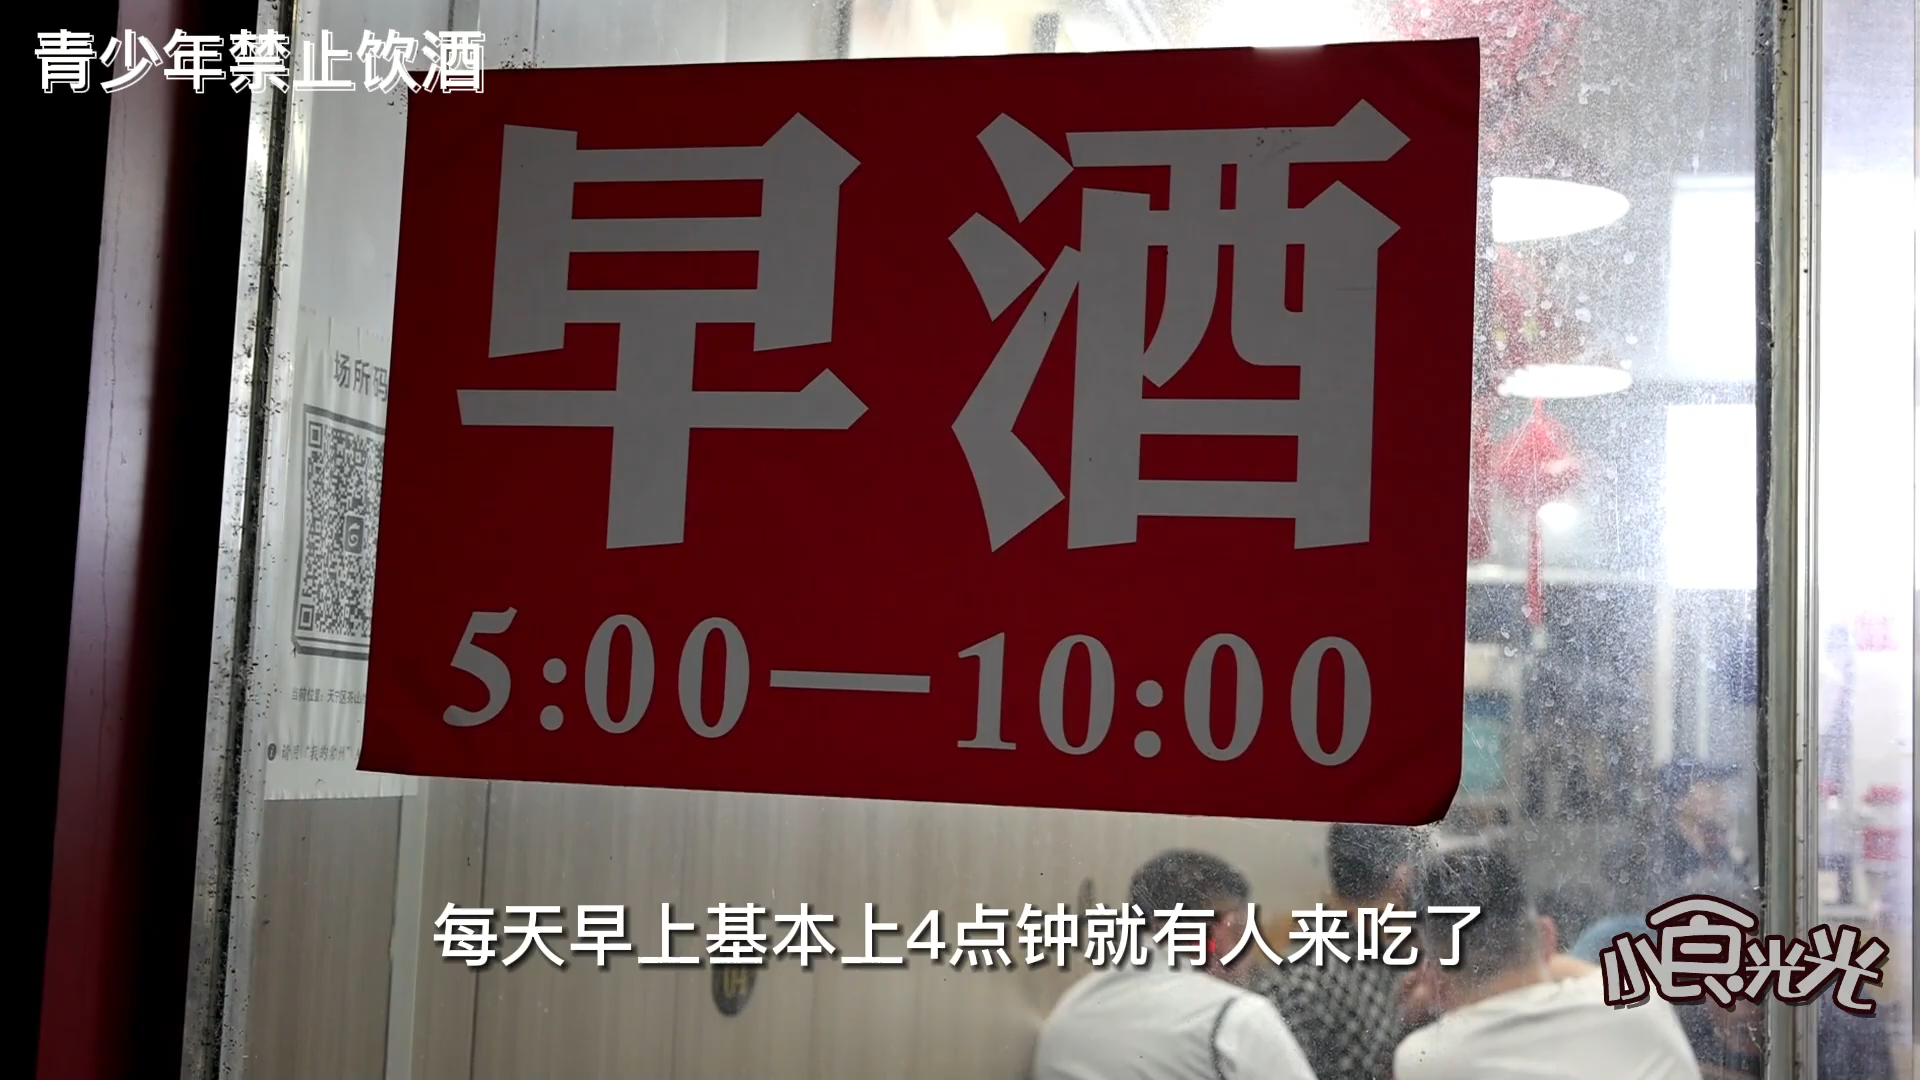 青少年禁止饮酒
早酒
5:00—10:00
场所码
每天早上基本上4点钟就有人来吃了
小食光光